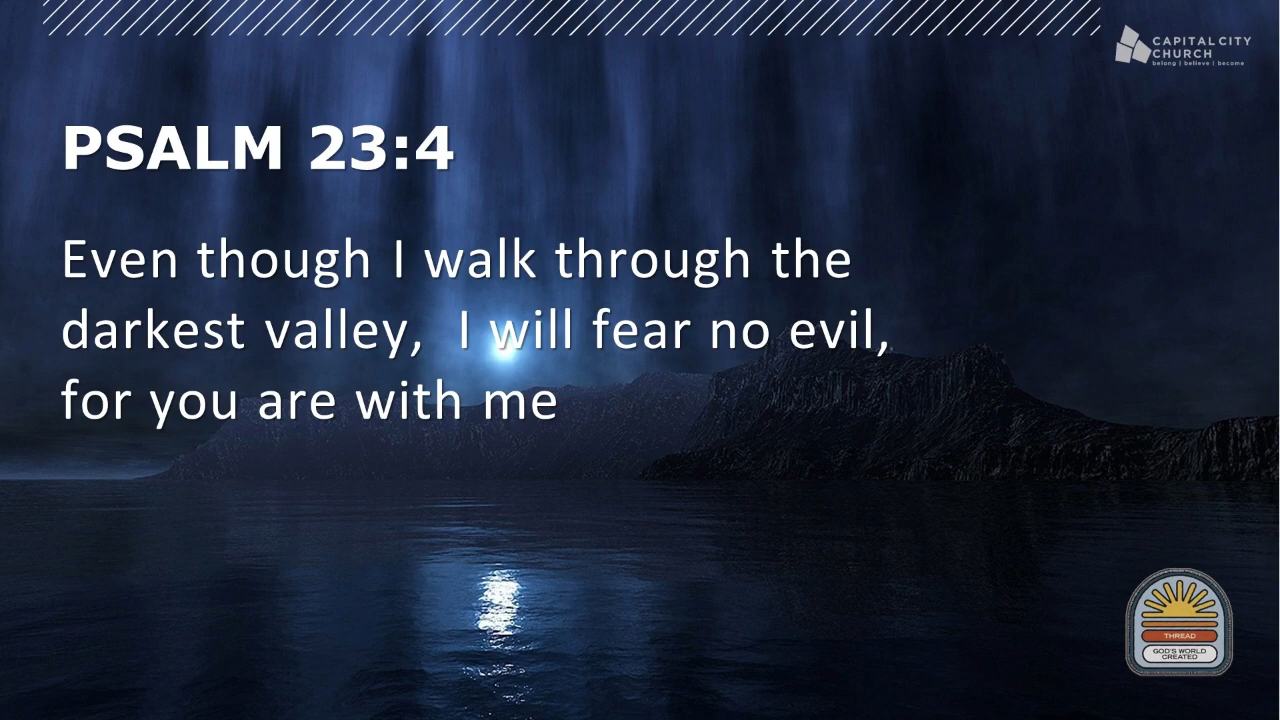 CAPITAL CITY
CHURCH
belong | believe | become
PSALM 23:4
Even though I walk through the
darkest valley,  I will fear no evil,
for you are with me
THREAD
GOD'S WORLD
CREATED